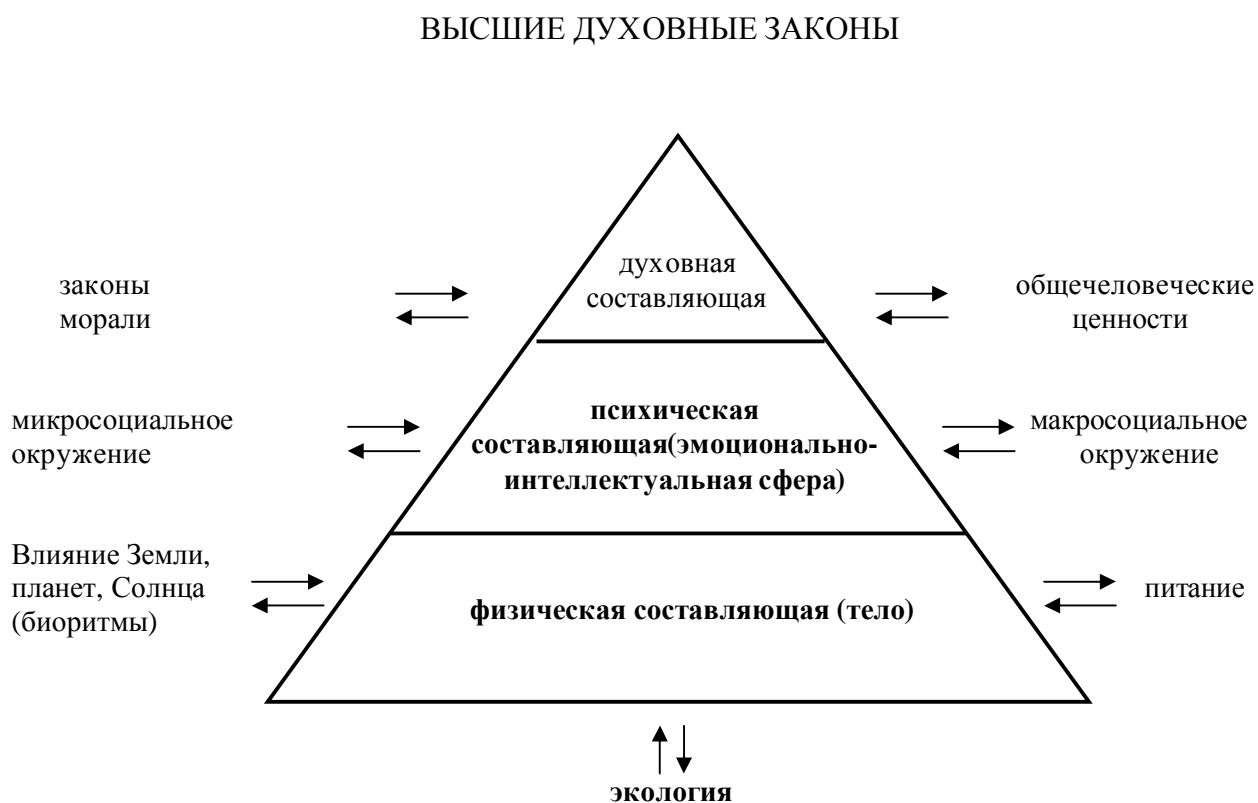 ВЫСШИЕ ДУХОВНЫЕ ЗАКОНЫ
законы
морали
духовная
составляющая
общечеловеческие
ценности
микросоциальное
окружение
психическая
составляющая(эмоционально-
интеллектуальная сфера)
макросоциальное
окружение
Влияние Земли,
планет, Солнца
(биоритмы)
физическая составляющая (тело)
питание
экология